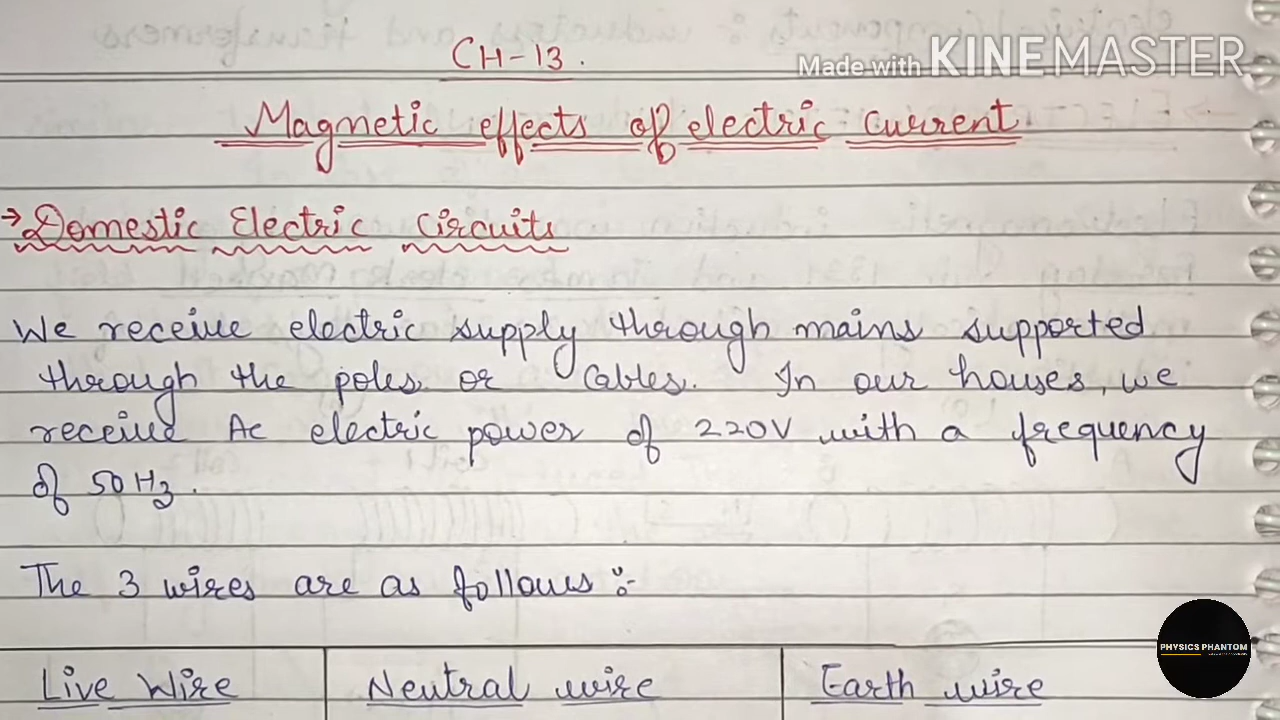 CH-13.
Made with KINEMASTER
Magnetic effects of electric current
→ Domestic Electric Circuits
We receive electric supply through mains supported
through the poles or Cables. In our houses, we
receive AC electric power of 220V with a frequency
of 50Hz.
The 3 wires are as follows :-
Live Wire Neutral wire Earth wire
PHYSICS PHANTOM